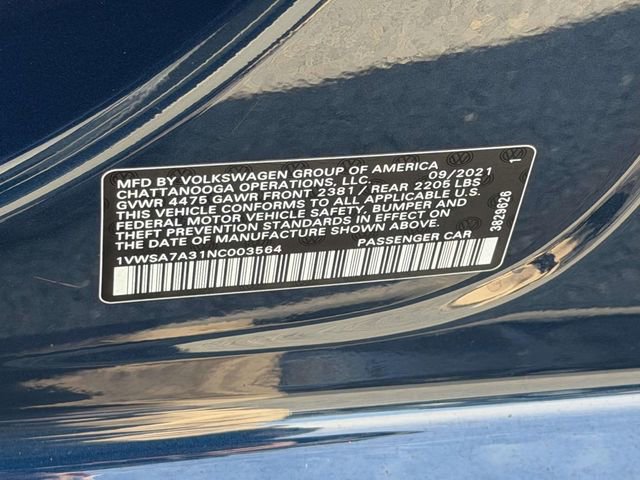 MFD BY VOLKSWAGEN GROUP OF AMERICA
CHATTANOOGA OPERATIONS, LLC. 09/2021
GVWR 4475 GAWR FRONT 2381 / REAR 2205 LBS
THIS VEHICLE CONFORMS TO ALL APPLICABLE U.S.
FEDERAL MOTOR VEHICLE SAFETY, BUMPER AND
THEFT PREVENTION STANDARDS IN EFFECT ON
THE DATE OF MANUFACTURE SHOWN ABOVE.
1VWSA7A31NC003564 PASSENGER CAR
3629626 1